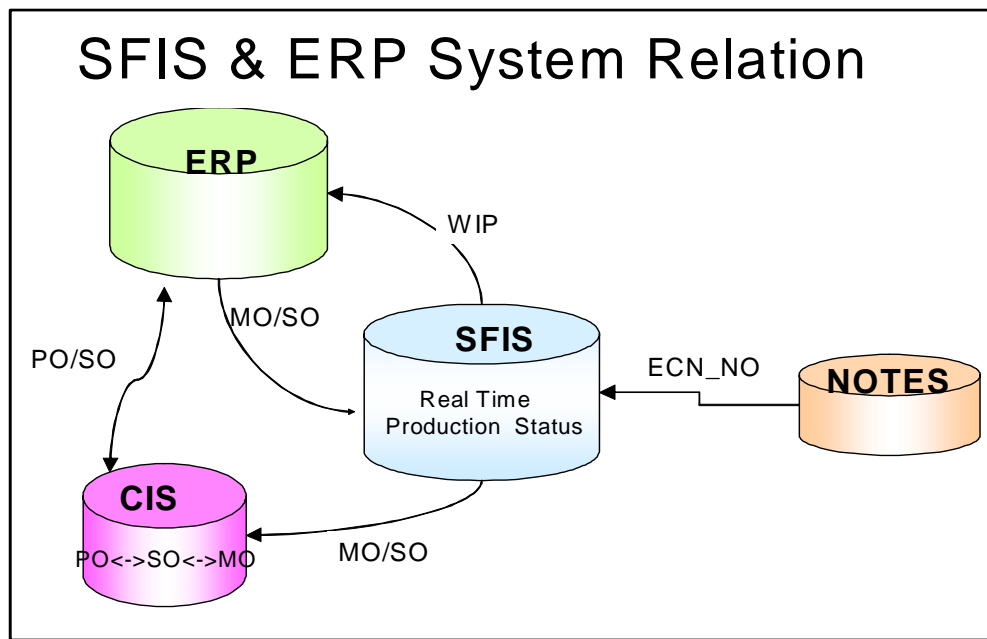 SFIS & ERP System Relation
ERP
WIP
MO/SO
PO/SO
SFIS
Real Time
Production Status
ECN_NO
NOTES
CIS
PO<->SO<->MO
MO/SO